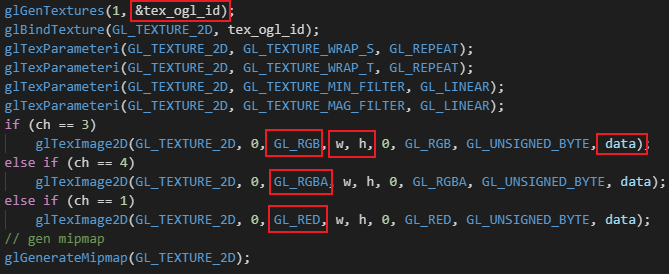 glGenTextures(1, &tex_ogl_id);
glBindTexture(GL_TEXTURE_2D, tex_ogl_id);
glTexParameteri(GL_TEXTURE_2D, GL_TEXTURE_WRAP_S, GL_REPEAT);
glTexParameteri(GL_TEXTURE_2D, GL_TEXTURE_WRAP_T, GL_REPEAT);
glTexParameteri(GL_TEXTURE_2D, GL_TEXTURE_MIN_FILTER, GL_LINEAR);
glTexParameteri(GL_TEXTURE_2D, GL_TEXTURE_MAG_FILTER, GL_LINEAR);
if (ch == 3)
    glTexImage2D(GL_TEXTURE_2D, 0, GL_RGB, w, h, 0, GL_RGB, GL_UNSIGNED_BYTE, data);
else if (ch == 4)
    glTexImage2D(GL_TEXTURE_2D, 0, GL_RGBA, w, h, 0, GL_RGBA, GL_UNSIGNED_BYTE, data);
else if (ch == 1)
    glTexImage2D(GL_TEXTURE_2D, 0, GL_RED, w, h, 0, GL_RED, GL_UNSIGNED_BYTE, data);
// gen mipmap
glGenerateMipmap(GL_TEXTURE_2D);